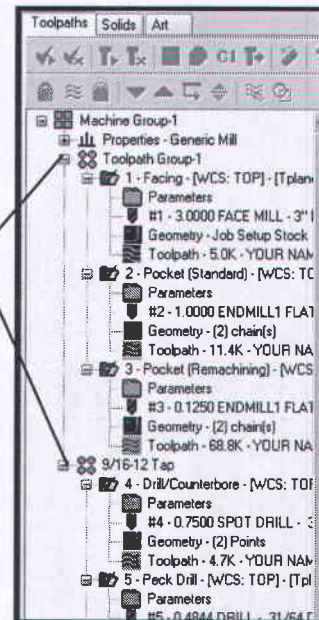 Toolpaths Solids Art
G1
Machine Group-1
Properties - Generic Mill
Toolpath Group-1
1 - Facing - [WCS: TOP] - [Tplane
Parameters
#1 - 3.0000 FACE MILL - 3"
Geometry - Job Setup Stock
Toolpath - 5.0K - YOUR NAM
2 - Pocket (Standard) - [WCS: TO
Parameters
#2 - 1.0000 ENDMILL1 FLAT
Geometry - (2) chain(s)
Toolpath - 11.4K - YOUR NA
3 - Pocket (Remachining) - [WCS
Parameters
#3 - 0.1250 ENDMILL1 FLAT
Geometry - (2) chain(s)
Toolpath - 68.8K - YOUR NA
9/16-12 Tap
4 - Drill/Counterbore - [WCS: TOP
Parameters
#4 - 0.7500 SPOT DRILL -
Geometry - (2) Points
Toolpath - 4.7K - YOUR NAM
5 - Peck Drill - [WCS: TOP] - [Tpl
Parameters
#5 - 0.4844 DRILL - 31/64